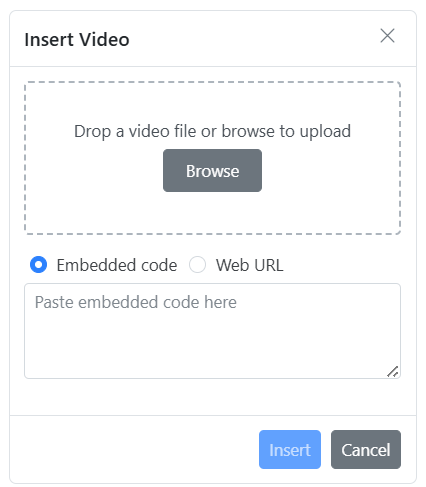 Insert Video
Drop a video file or browse to upload
Browse
Embedded code Web URL
Paste embedded code here
Insert Cancel